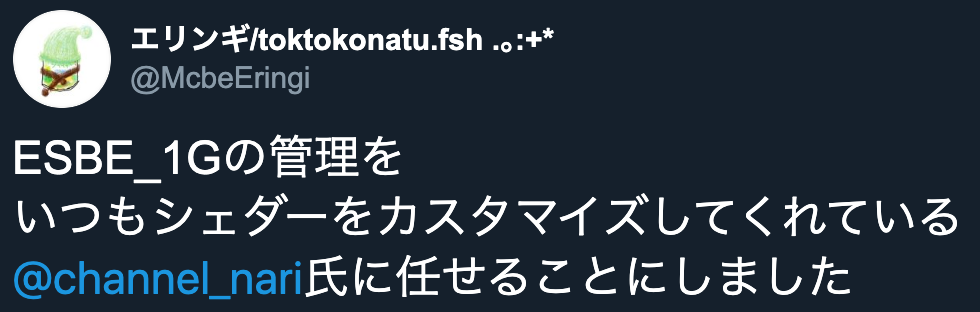 エリンギ/toktokonatu.fsh .｡:+*
@McbeEringi
ESBE_1Gの管理を
いつもシェダーをカスタマイズしてくれている
@channel_nari氏に任せることにしました